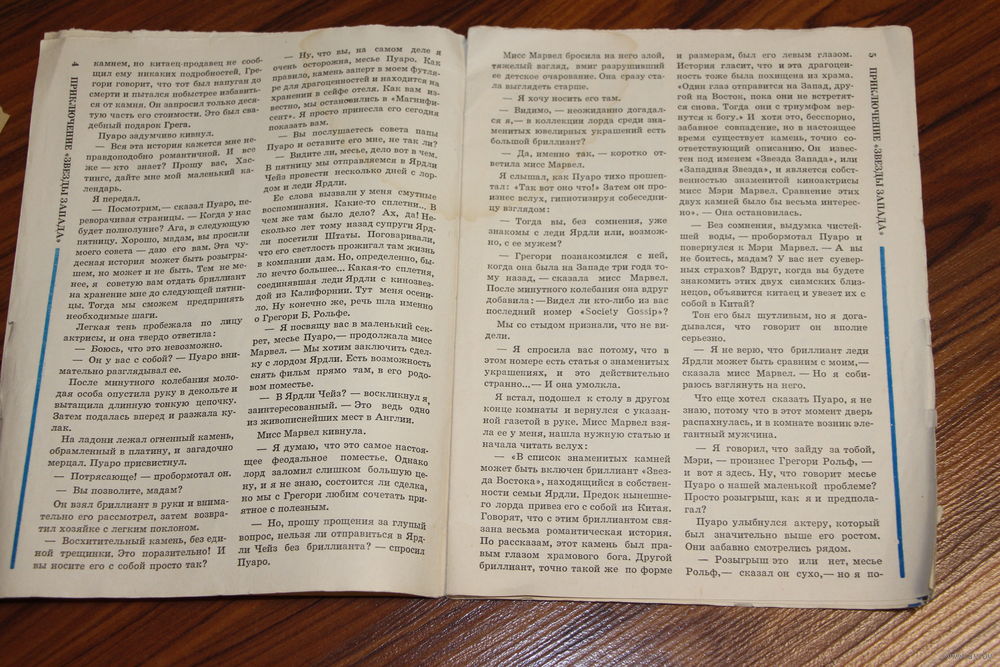 4 ПРИКЛЮЧЕНИЕ «ЗВЕЗДЫ ЗАПАДА»
камнем, но китаец-продавец не сооб-
щил ему никаких подробностей, Гре-
гори говорит, что тот был напуган до
смерти и пытался побыстрее избавить-
ся от камня. Он запросил только деся-
тую часть его стоимости. Это был сва-
дебный подарок Грега.
Пуаро задумчиво кивнул.
— Вся эта история кажется мне не-
правдоподобно романтичной. И все
же — кто знает? Прошу вас, Хас-
тингс, дайте мне мой маленький ка-
лендарь.
Я передал.
— Посмотрим,— сказал Пуаро, пе-
реворачивая страницы. — Когда у нас
будет полнолуние? Ага, в следующую
пятницу. Хорошо, мадам, вы просили
моего совета — даю его вам. Эта чу-
десная история может быть розыгры-
шем, но может и не быть. Тем не ме-
нее, я советую вам отдать бриллиант
на хранение мне до следующей пятни-
цы. Тогда мы сможем предпринять
необходимые шаги.
Легкая тень пробежала по лицу
актрисы, и она твердо ответила:
— Боюсь, что это невозможно.
— Он у вас с собой? — Пуаро вни-
мательно разглядывал ее.
После минутного колебания моло-
дая особа опустила руку в декольте и
вытащила длинную тонкую цепочку.
Затем подалась вперед и разжала ку-
лак.
На ладони лежал огненный камень,
обрамленный в платину, и загадочно
мерцал. Пуаро присвистнул.
— Потрясающе! — пробормотал он.
— Вы позволите, мадам?
Он взял бриллиант в руки и внима-
тельно его рассмотрел, затем возвра-
тил хозяйке с легким поклоном.
— Восхитительный камень, без еди-
ной трещинки. Это поразительно! И
вы носите его с собой просто так?
— Ну, что вы, на самом деле я
очень осторожна, месье Пуаро. Как
правило, камень заперт в моем футля-
ре для драгоценностей и находится на
хранении в сейфе отеля. Как вам из-
вестно, мы остановились в «Магнифи-
сент». Я просто принесла его сегодня
показать вам.
— Вы послушаетесь совета папы
Пуаро и оставите его мне, не так ли?
— Видите ли, месье, дело вот в чем.
В пятницу мы отправляемся в Ярдли
Чейз провести несколько дней с лор-
дом и леди Ярдли.
Ее слова вызвали у меня смутные
воспоминания. Какие-то сплетни... В
чем же там было дело? Ах, да! Не-
сколько лет тому назад супруги Ярд-
ли посетили Штаты. Поговаривали,
что его светлость прожигал там жизнь
в компании дам. Но, определенно, бы-
ло нечто большее... Какая-то сплетня,
соединявшая леди Ярдли с кинозвез-
дой из Калифорнии. Тут меня осени-
ло. Ну конечно же, речь шла именно
о Грегори Б. Рольфе.
— Я посвящу вас в маленький сек-
рет, месье Пуаро,— продолжала мисс
Марвел. — Мы хотим заключить сдел-
ку с лордом Ярдли. Есть возможность
снять фильм прямо там, в его родо-
вом поместье.
— В Ярдли Чейз? — воскликнул я,
заинтересованный. — Это ведь одно
из живописнейших мест в Англии.
Мисс Марвел кивнула.
— Я думаю, что это самое настоя-
щее феодальное поместье. Однако
лорд заломил слишком большую це-
ну, и я не знаю, состоится ли сделка,
но мы с Грегори любим сочетать при-
ятное с полезным.
— Но, прошу прощения за глупый
вопрос, нельзя ли отправиться в Ярд-
ли Чейз без бриллианта? — спросил
Пуаро.
Мисс Марвел бросила на него злой,
тяжелый взгляд, вмиг разрушивший
ее детское очарование. Она сразу ста-
ла выглядеть старше.
— Я хочу носить его там.
— Видимо, — неожиданно догадал-
ся я,— в коллекции лорда среди зна-
менитых ювелирных украшений есть
большой бриллиант?
— Да, именно так, — коротко от-
ветила мисс Марвел.
Я слышал, как Пуаро тихо прошеп-
тал: «Так вот оно что!» Затем он про-
изнес вслух, гипнотизируя собеседни-
цу взглядом:
— Тогда вы, без сомнения, уже
знакомы с леди Ярдли или, возмож-
но, с ее мужем?
— Грегори познакомился с ней,
когда она была на Западе три года то-
му назад, — сказала мисс Марвел.
После минутного колебания она вдруг
добавила: — Видел ли кто-либо из вас
последний номер «Society Gossip»?
Мы со стыдом признали, что не ви-
дели.
— Я спросила вас потому, что в
этом номере есть статья о знаменитых
украшениях, и это действительно
странно...— И она умолкла.
Я встал, подошел к столу в другом
конце комнаты и вернулся с указан-
ной газетой в руке. Мисс Марвел взя-
ла ее у меня, нашла нужную статью и
начала читать вслух:
— «В список знаменитых камней
может быть включен бриллиант «Звез-
да Востока», находящийся в собствен-
ности семьи Ярдли. Предок нынешне-
го лорда привез его с собой из Китая.
Говорят, что с этим бриллиантом свя-
зана весьма романтическая история.
По рассказам, этот камень был пра-
вым глазом храмового бога. Другой
бриллиант, точно такой же по форме
и размерам, был его левым глазом.
История гласит, что и эта драгоцен-
ность тоже была похищена из храма.
«Один глаз отправится на Запад, дру-
гой на Восток, пока они не встретят-
ся снова. Тогда они с триумфом вер-
нутся к богу.» И хотя это, бесспорно,
забавное совпадение, но в настоящее
время существует камень, точно со-
ответствующий описанию. Он извес-
тен под именем «Звезда Запада», или
«Западная Звезда», и является собст-
венностью знаменитой киноактрисы
мисс Мэри Марвел. Сравнение этих
двух камней было бы весьма интерес-
но». — Она остановилась.
— Без сомнения, выдумка чистей-
шей воды, — пробормотал Пуаро и
повернулся к Мэри Марвел. — А вы
не боитесь, мадам? У вас нет суевер-
ных страхов? Вдруг, когда вы будете
знакомить этих двух сиамских близ-
нецов, объявится китаец и увезет их с
собой в Китай?
Тон его был шутливым, но я дога-
дывался, что говорит он вполне
серьезно.
— Я не верю, что бриллиант леди
Ярдли может быть сравним с моим,—
сказала мисс Марвел. — Но я соби-
раюсь взглянуть на него.
Что еще хотел сказать Пуаро, я не
знаю, потому что в этот момент дверь
распахнулась, и в комнате возник эле-
гантный мужчина.
— Я говорил, что зайду за тобой,
Мэри, — произнес Грегори Рольф, —
и вот я здесь. Ну, что говорит месье
Пуаро о нашей маленькой проблеме?
Просто розыгрыш, как я и предпола-
гал?
Пуаро улыбнулся актеру, который
был значительно выше его ростом.
Они забавно смотрелись рядом.
— Розыгрыш это или нет, месье
Рольф,— сказал он сухо,— но я по-
5 ПРИКЛЮЧЕНИЕ «ЗВЕЗДЫ ЗАПАДА»